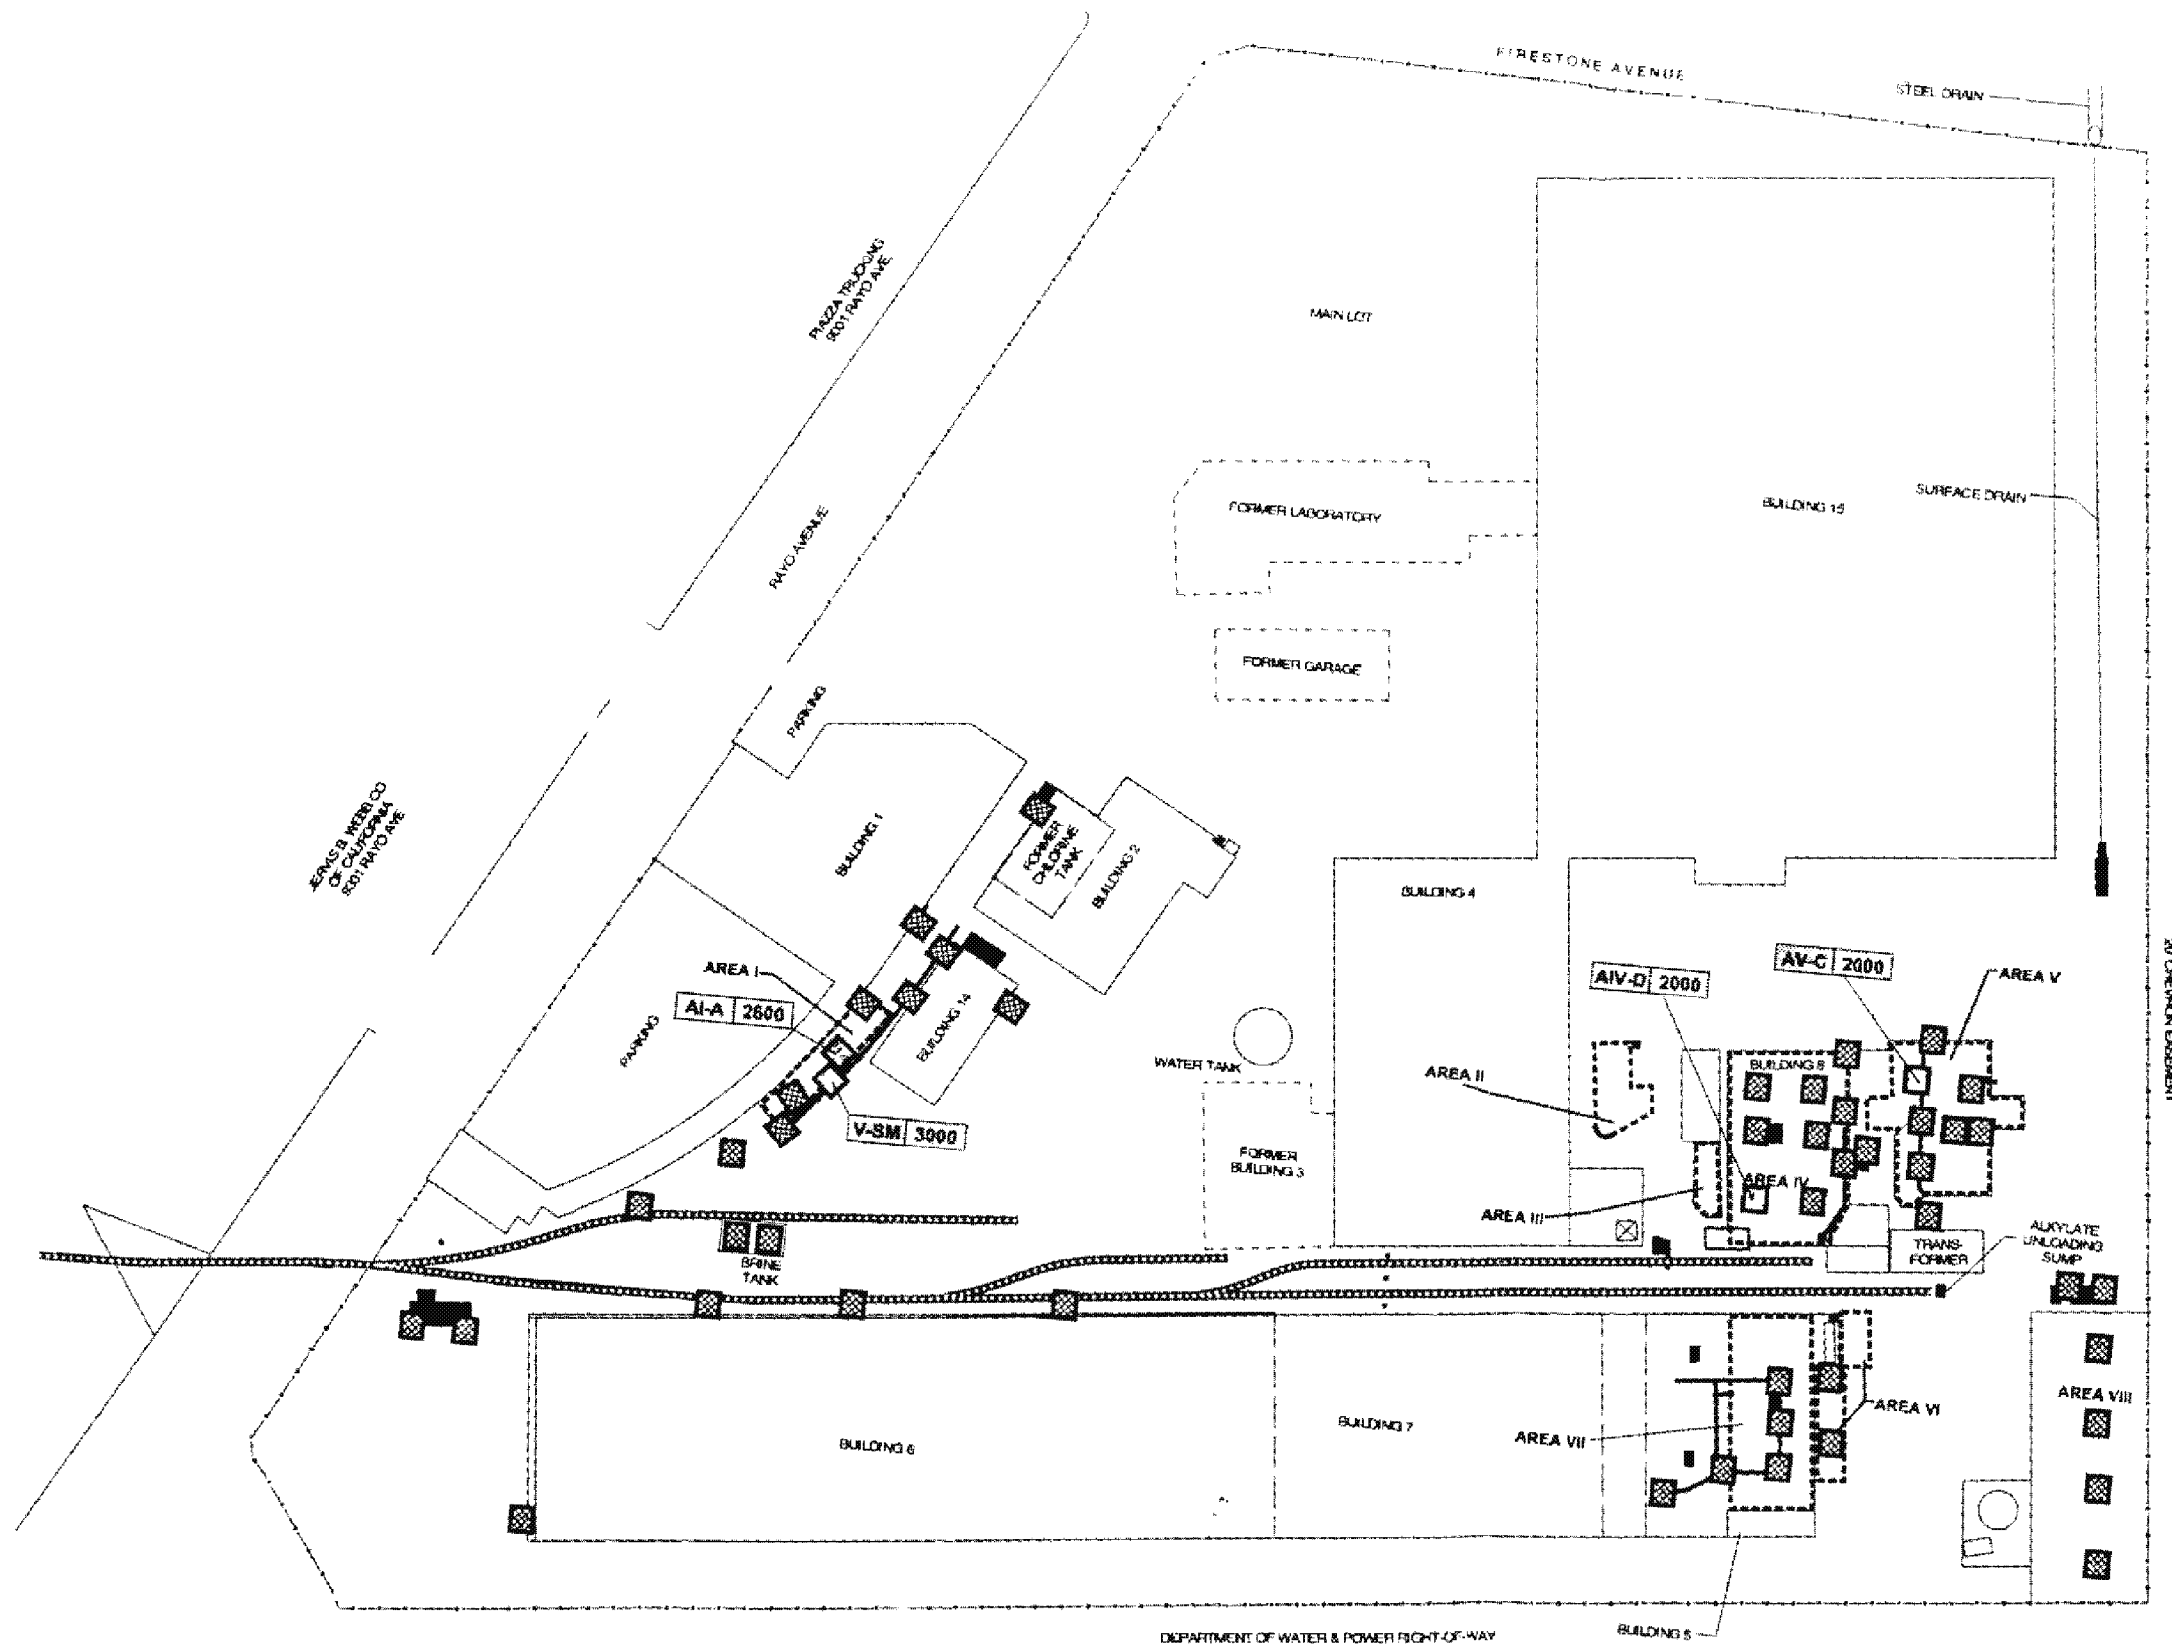 FIRESTONE AVENUE
STEEL DRAIN
PIAZZA TRUCKING
9001 RAYO AVE.
MAIN LOT
RAYO AVENUE
FORMER LABORATORY
BUILDING 15
SURFACE DRAIN
FORMER GARAGE
PARKING
JERVIS B. WEBB CO
OF CALIFORNIA
9301 RAYO AVE
BUILDING 1
FORMER
CHLORINE
TANK
BUILDING 2
BUILDING 4
AREA I
AI-A 2600
PARKING
BUILDING 14
V-SM 3000
WATER TANK
FORMER
BUILDING 3
AREA II
AREA III
AIV-D 2000
AV-C 2000
AREA V
BUILDING 8
AREA IV
TRANS-
FORMER
ALKYLATE
UNLOADING
SUMP
BRINE
TANK
BUILDING 6
BUILDING 7
AREA VII
AREA VI
AREA VIII
BUILDING 5
DEPARTMENT OF WATER & POWER RIGHT-OF-WAY